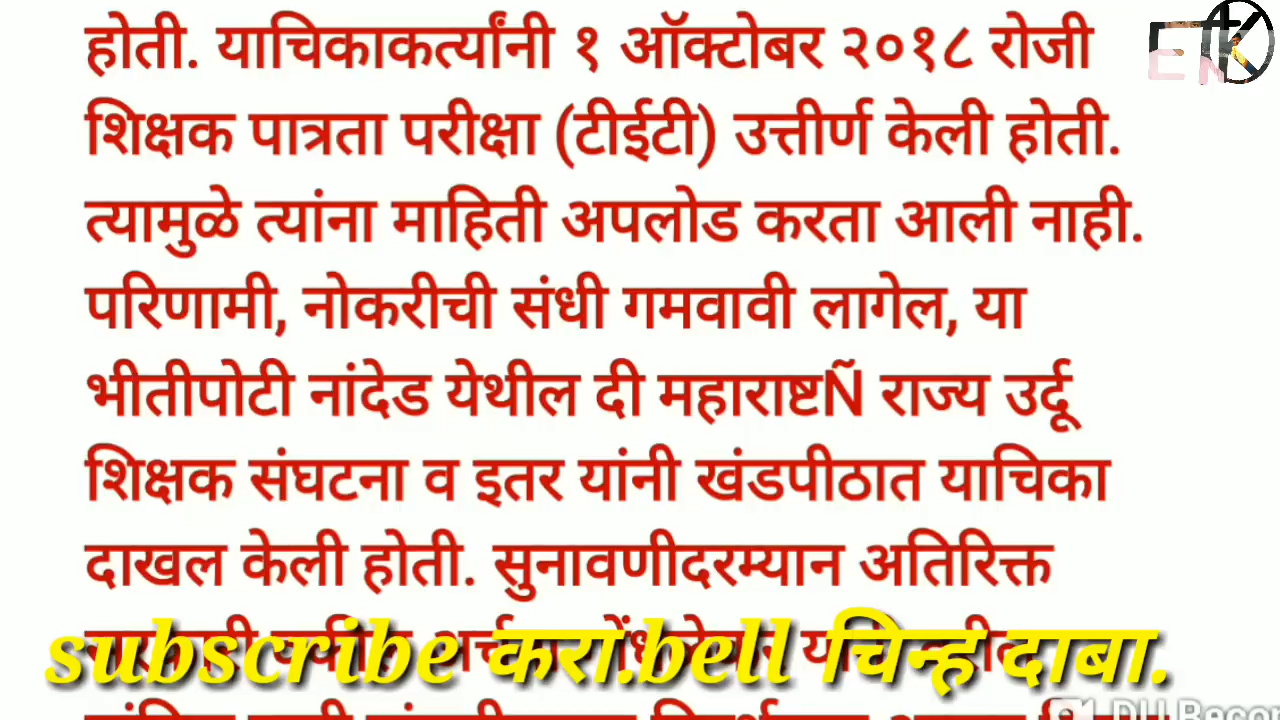 होती. याचिकाकर्त्यांनी १ ऑक्टोबर २०१८ रोजी
शिक्षक पात्रता परीक्षा (टीईटी) उत्तीर्ण केली होती.
त्यामुळे त्यांना माहिती अपलोड करता आली नाही.
परिणामी, नोकरीची संधी गमवावी लागेल, या
भीतीपोटी नांदेड येथील दी महाराष्टÑ राज्य उर्दू
शिक्षक संघटना व इतर यांनी खंडपीठात याचिका
दाखल केली होती. सुनावणीदरम्यान अतिरिक्त
subscribe करा.bell चिन्ह दाबा.